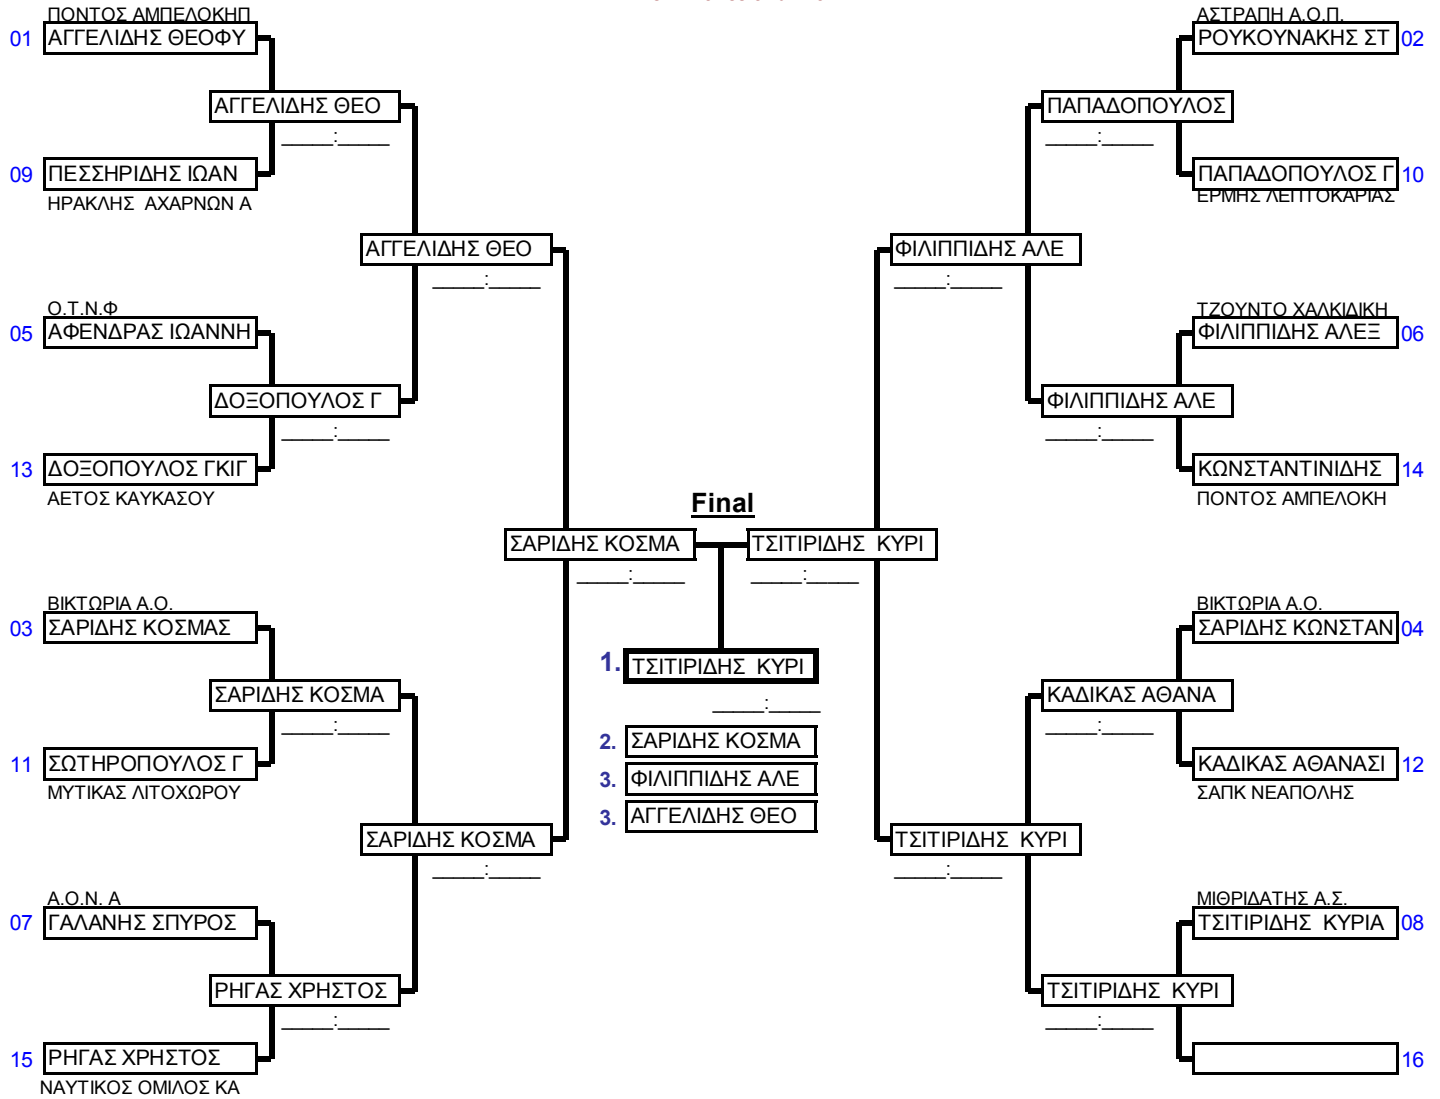 ΠΟΝΤΟΣ ΑΜΠΕΛΟΚΗΠ
01 ΑΓΓΕΛΙΔΗΣ ΘΕΟΦΥ
ΑΓΓΕΛΙΔΗΣ ΘΕΟ
_____:_____
09 ΠΕΣΣΗΡΙΔΗΣ ΙΩΑΝ
ΗΡΑΚΛΗΣ ΑΧΑΡΝΩΝ Α
ΑΓΓΕΛΙΔΗΣ ΘΕΟ
_____:_____
Ο.Τ.Ν.Φ
05 ΑΦΕΝΔΡΑΣ ΙΩΑΝΝΗ
ΔΟΞΟΠΟΥΛΟΣ Γ
_____:_____
13 ΔΟΞΟΠΟΥΛΟΣ ΓΚΙΓ
ΑΕΤΟΣ ΚΑΥΚΑΣΟΥ
ΣΑΡΙΔΗΣ ΚΟΣΜΑ
_____:_____
ΒΙΚΤΩΡΙΑ Α.Ο.
03 ΣΑΡΙΔΗΣ ΚΟΣΜΑΣ
ΣΑΡΙΔΗΣ ΚΟΣΜΑ
_____:_____
11 ΣΩΤΗΡΟΠΟΥΛΟΣ Γ
ΜΥΤΙΚΑΣ ΛΙΤΟΧΩΡΟΥ
ΣΑΡΙΔΗΣ ΚΟΣΜΑ
_____:_____
Α.Ο.Ν. Α
07 ΓΑΛΑΝΗΣ ΣΠΥΡΟΣ
ΡΗΓΑΣ ΧΡΗΣΤΟΣ
_____:_____
15 ΡΗΓΑΣ ΧΡΗΣΤΟΣ
ΝΑΥΤΙΚΟΣ ΟΜΙΛΟΣ ΚΑ
Final
1. ΤΣΙΤΙΡΙΔΗΣ ΚΥΡΙ
_____:_____
2. ΣΑΡΙΔΗΣ ΚΟΣΜΑ
3. ΦΙΛΙΠΠΙΔΗΣ ΑΛΕ
3. ΑΓΓΕΛΙΔΗΣ ΘΕΟ
ΑΣΤΡΑΠΗ Α.Ο.Π.
ΡΟΥΚΟΥΝΑΚΗΣ ΣΤ 02
ΠΑΠΑΔΟΠΟΥΛΟΣ
_____:_____
ΠΑΠΑΔΟΠΟΥΛΟΣ Γ 10
ΕΡΜΗΣ ΛΕΠΤΟΚΑΡΙΑΣ
ΦΙΛΙΠΠΙΔΗΣ ΑΛΕ
_____:_____
ΤΖΟΥΝΤΟ ΧΑΛΚΙΔΙΚΗ
ΦΙΛΙΠΠΙΔΗΣ ΑΛΕΞ 06
ΦΙΛΙΠΠΙΔΗΣ ΑΛΕ
_____:_____
ΚΩΝΣΤΑΝΤΙΝΙΔΗΣ 14
ΠΟΝΤΟΣ ΑΜΠΕΛΟΚΗ
ΤΣΙΤΙΡΙΔΗΣ ΚΥΡΙ
_____:_____
ΒΙΚΤΩΡΙΑ Α.Ο.
ΣΑΡΙΔΗΣ ΚΩΝΣΤΑΝ 04
ΚΑΔΙΚΑΣ ΑΘΑΝΑ
_____:_____
ΚΑΔΙΚΑΣ ΑΘΑΝΑΣΙ 12
ΣΑΠΚ ΝΕΑΠΟΛΗΣ
ΤΣΙΤΙΡΙΔΗΣ ΚΥΡΙ
_____:_____
ΜΙΘΡΙΔΑΤΗΣ Α.Σ.
ΤΣΙΤΙΡΙΔΗΣ ΚΥΡΙΑ 08
ΤΣΙΤΙΡΙΔΗΣ ΚΥΡΙ
_____:_____
16